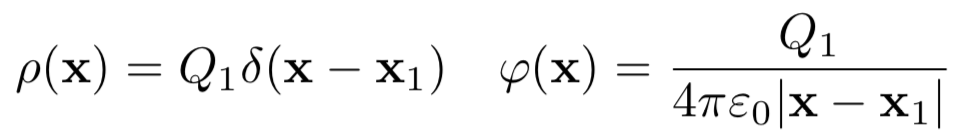 ρ(𝐱) = Q₁δ(𝐱 − 𝐱₁) φ(𝐱) = Q₁ / 4πε₀|𝐱 − 𝐱₁|